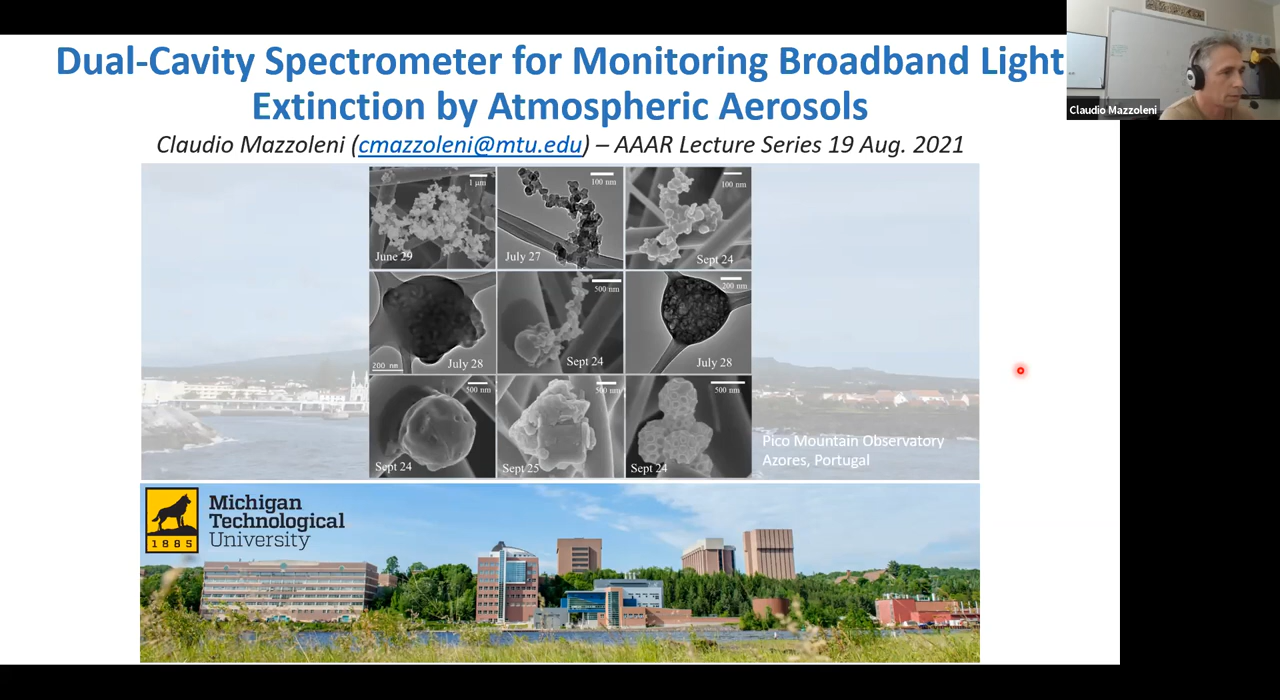 Dual-Cavity Spectrometer for Monitoring Broadband Light
Extinction by Atmospheric Aerosols
Claudio Mazzoleni (cmazzoleni@mtu.edu) – AAAR Lecture Series 19 Aug. 2021
Claudio Mazzoleni
1 µm
June 29
100 nm
July 27
100 nm
Sept 24
200 nm
July 28
500 nm
Sept 24
200 nm
July 28
500 nm
Sept 24
500 nm
Sept 25
500 nm
Sept 24
Pico Mountain Observatory
Azores, Portugal
Michigan
Technological
University
1885